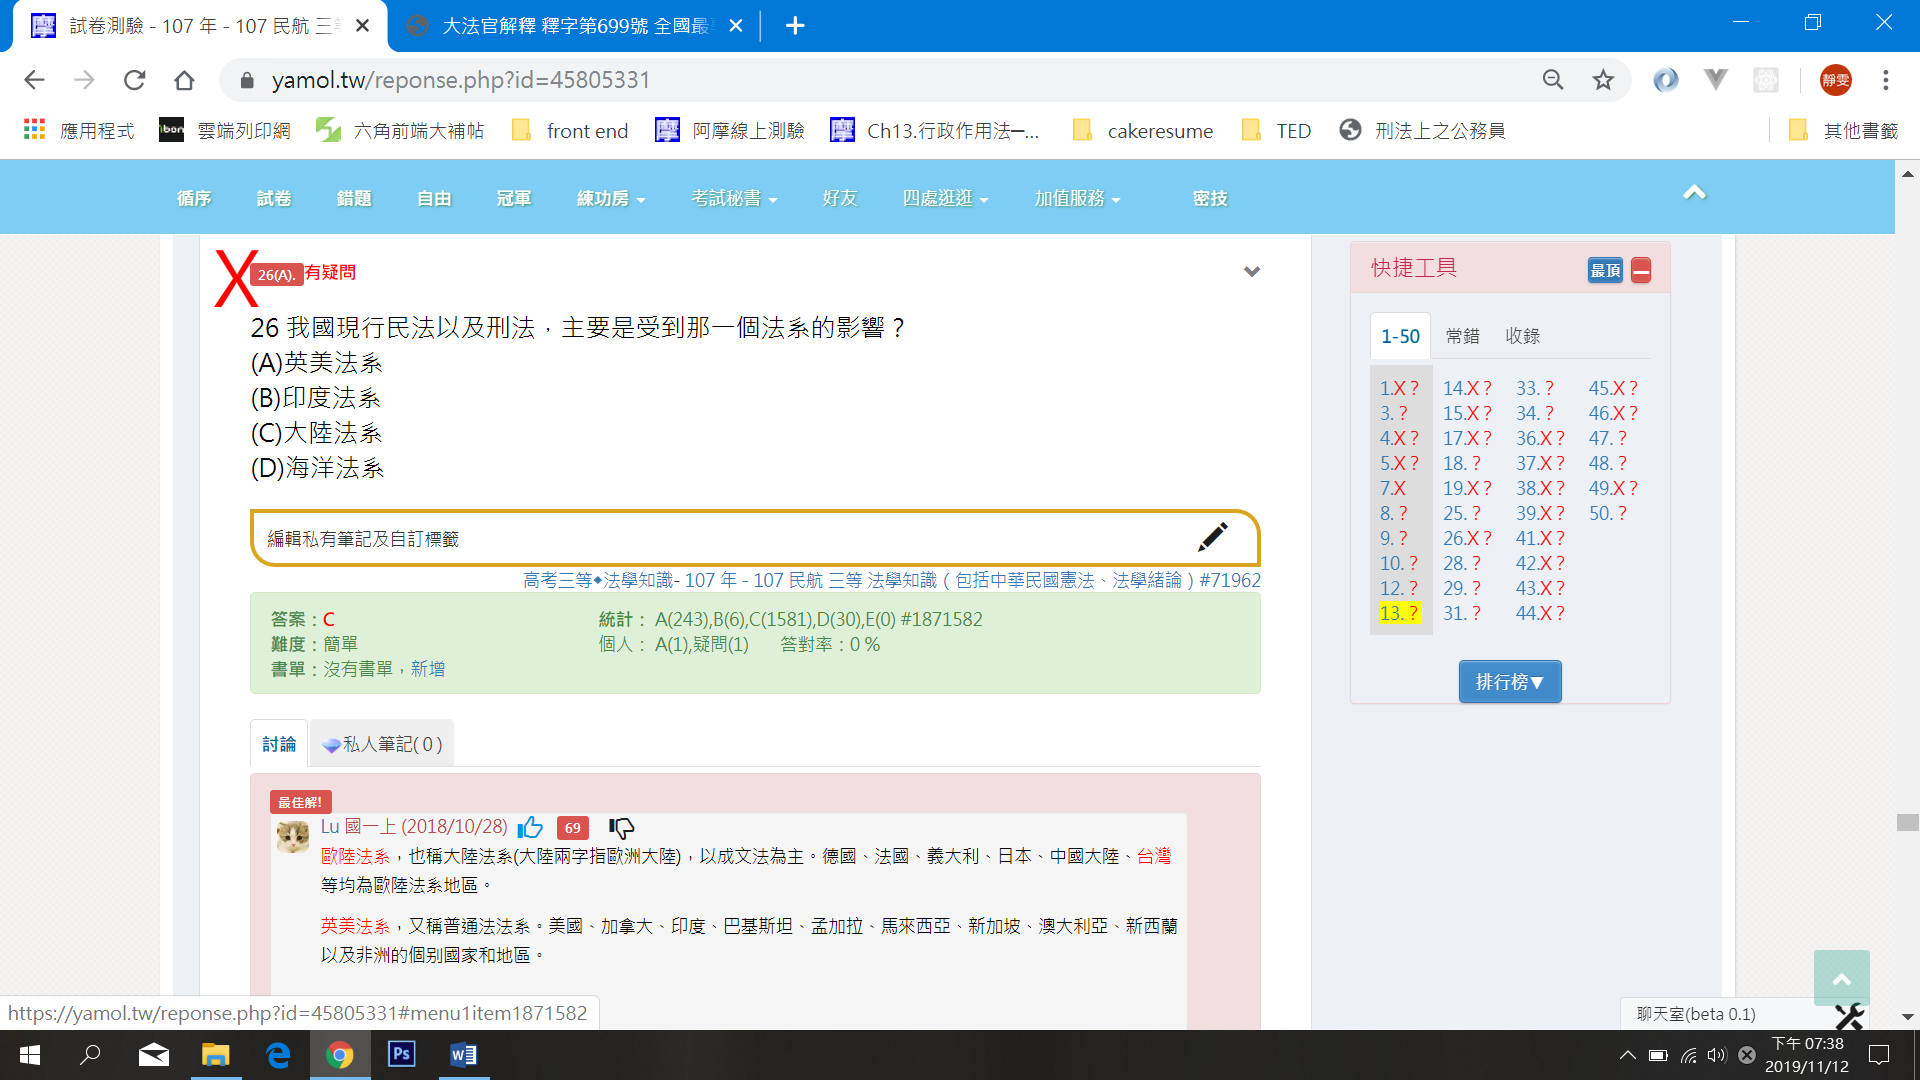 試卷測驗 - 107 年 - 107 民航 三
大法官解釋 釋字第699號 全國最
yamol.tw/reponse.php?id=45805331
靜雯
應用程式
ibon
雲端列印網
六角前端大補帖
front end
阿摩線上測驗
Ch13.行政作用法─...
cakeresume
TED
刑法上之公務員
其他書籤
循序
試卷
錯題
自由
冠軍
練功房
考試秘書
好友
四處逛逛
加值服務
密技
X
26(A).
有疑問
26 我國現行民法以及刑法，主要是受到那一個法系的影響？
(A)英美法系
(B)印度法系
(C)大陸法系
(D)海洋法系
編輯私有筆記及自訂標籤
高考三等◆法學知識- 107 年 - 107 民航 三等 法學知識（包括中華民國憲法、法學緒論）#71962
答案：C
統計： A(243),B(6),C(1581),D(30),E(0) #1871582
難度：簡單
個人： A(1),疑問(1) 答對率：0 %
書單：沒有書單，新增
討論
私人筆記( 0 )
最佳解!
Lu 國一上 (2018/10/28)
69
歐陸法系，也稱大陸法系(大陸兩字指歐洲大陸)，以成文法為主。德國、法國、義大利、日本、中國大陸、台灣
等均為歐陸法系地區。
英美法系，又稱普通法法系。美國、加拿大、印度、巴基斯坦、孟加拉、馬來西亞、新加坡、澳大利亞、新西蘭
以及非洲的個別國家和地區。
快捷工具
最頂
1-50
常錯
收錄
1.X ? 14.X ? 33. ? 45.X ?
3. ? 15.X ? 34. ? 46.X ?
4.X ? 17.X ? 36.X ? 47. ?
5.X ? 18. ? 37.X ? 48. ?
7.X 19.X ? 38.X ? 49.X ?
8. ? 25. ? 39.X ? 50. ?
9. ? 26.X ? 41.X ?
10. ? 28. ? 42.X ?
12. ? 29. ? 43.X ?
13. ? 31. ? 44.X ?
排行榜▼
https://yamol.tw/reponse.php?id=45805331#menu1item1871582
聊天室(beta 0.1)
Ps
下午 07:38
2019/11/12